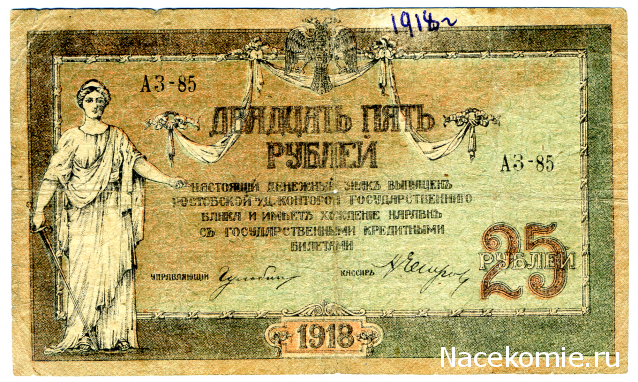 1918г
АЗ-85
ДВАДЦАТЬ ПЯТЬ
РУБЛЕЙ
АЗ-85
НАСТОЯЩІЙ ДЕНЕЖНЫЙ ЗНАКЪ ВЫПУЩЕНЪ
РОСТОВСКОЙ Н/Д. КОНТОРОЙ ГОСУДАРСТВЕННАГО
БАНКА И ИМѢЕТЪ ХОЖДЕНІЕ НАРАВНѢ
СЪ ГОСУДАРСТВЕННЫМИ КРЕДИТНЫМИ
БИЛЕТАМИ
УПРАВЛЯЮЩІЙ
КАССИРЪ
25
РУБЛЕЙ
1918
Nacekomie.ru